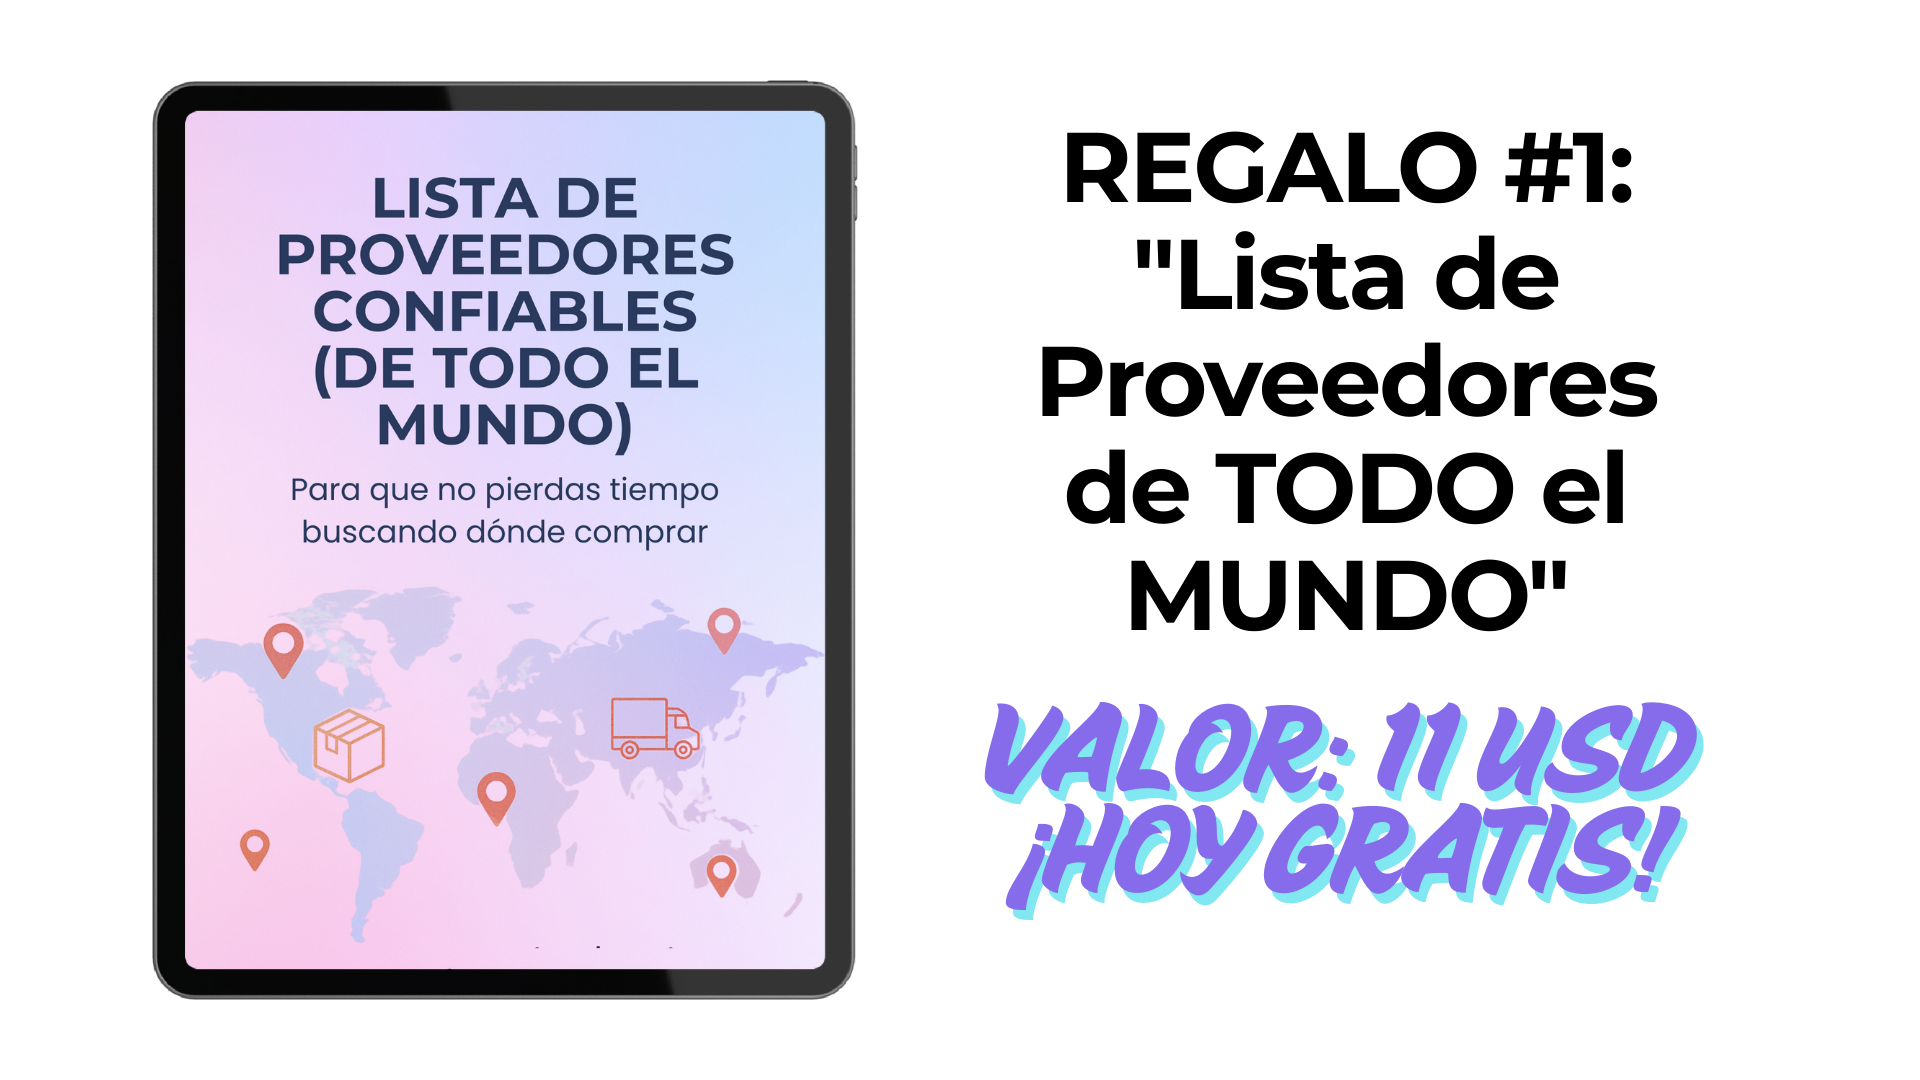 LISTA DE
PROVEEDORES
CONFIABLES
(DE TODO EL
MUNDO)
Para que no pierdas tiempo
buscando dónde comprar
REGALO #1:
"Lista de
Proveedores
de TODO el
MUNDO"
VALOR: 11 USD
¡HOY GRATIS!